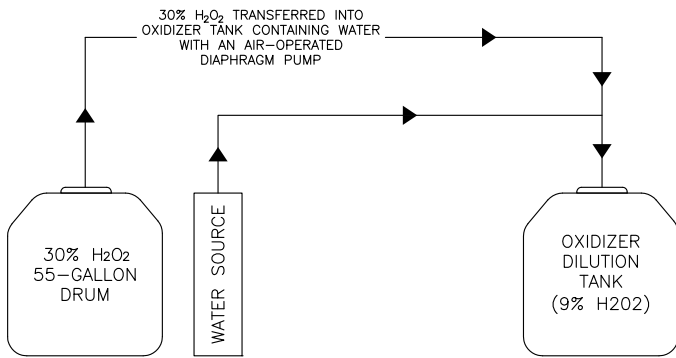 30% H₂O₂ TRANSFERRED INTO
OXIDIZER TANK CONTAINING WATER
WITH AN AIR-OPERATED
DIAPHRAGM PUMP
30% H₂O₂
55-GALLON
DRUM
WATER SOURCE
OXIDIZER
DILUTION
TANK
(9% H2O2)